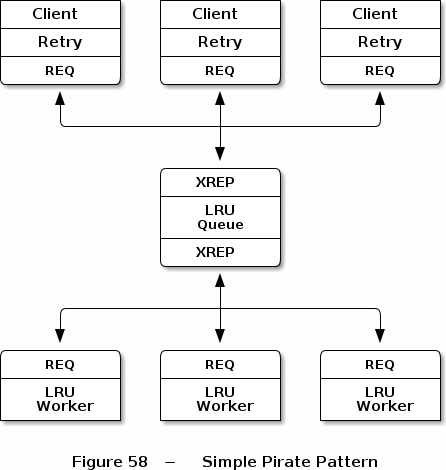 Client Client Client
Retry Retry Retry
REQ REQ REQ
XREP
LRU
Queue
XREP
REQ REQ REQ
LRU LRU LRU
Worker Worker Worker
Figure 58 – Simple Pirate Pattern